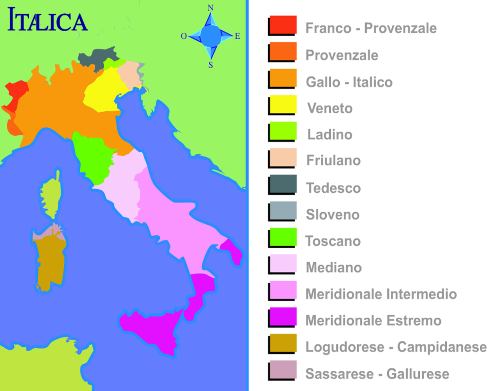 ITALICA
N
O E
S
Franco - Provenzale
Provenzale
Gallo - Italico
Veneto
Ladino
Friulano
Tedesco
Sloveno
Toscano
Mediano
Meridionale Intermedio
Meridionale Estremo
Logudorese - Campidanese
Sassarese - Gallurese